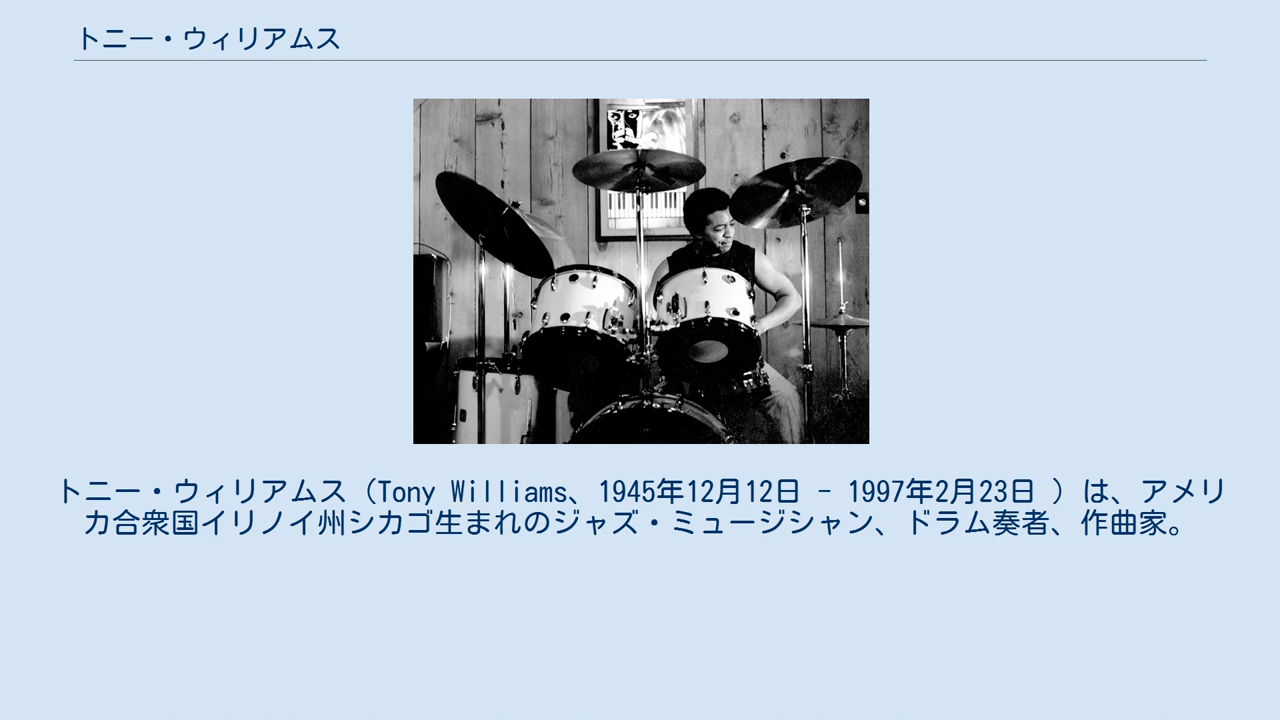 トニー・ウィリアムス
トニー・ウィリアムス（Tony Williams、1945年12月12日 - 1997年2月23日 ）は、アメリ
カ合衆国イリノイ州シカゴ生まれのジャズ・ミュージシャン、ドラム奏者、作曲家。